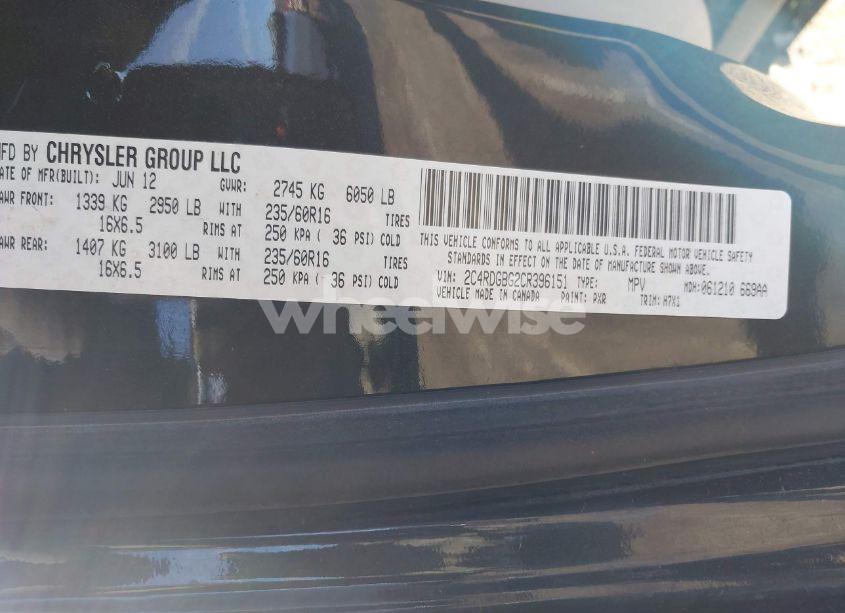 MFD BY CHRYSLER GROUP LLC
DATE OF MFR(BUILT): JUN 12 GVWR: 2745 KG 6050 LB
GAWR FRONT: 1339 KG 2950 LB WITH 235/60R16 TIRES
16X6.5 RIMS AT 250 KPA ( 36 PSI) COLD
GAWR REAR: 1407 KG 3100 LB WITH 235/60R16 TIRES
16X6.5 RIMS AT 250 KPA ( 36 PSI) COLD
THIS VEHICLE CONFORMS TO ALL APPLICABLE U.S.A. FEDERAL MOTOR VEHICLE SAFETY
STANDARDS IN EFFECT ON THE DATE OF MANUFACTURE SHOWN ABOVE.
VIN: 2C4RDGBG2CR396151 TYPE: MPV MDH: 061210 669AA
VEHICLE MADE IN CANADA PAINT: PXR TRIM: H7X1
wheelwise